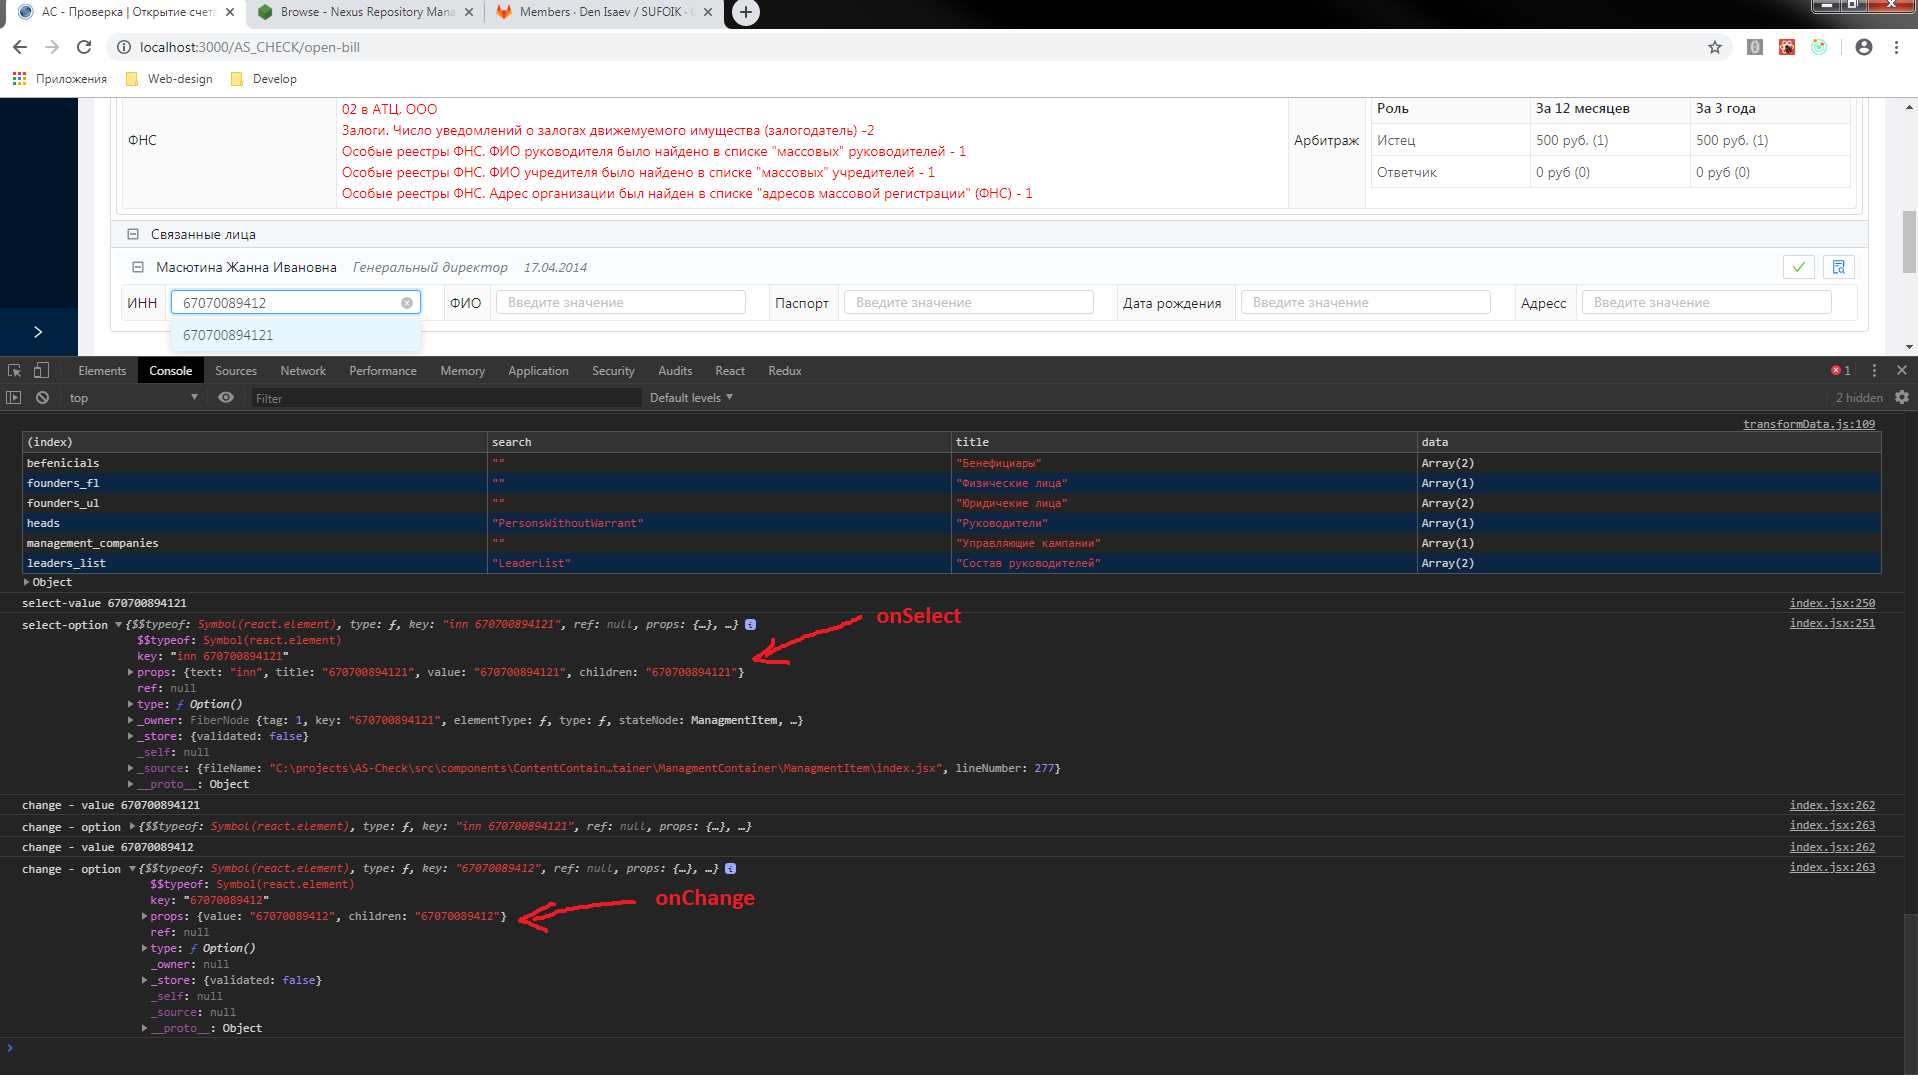 АС - Проверка | Открытие счета
Browse - Nexus Repository Mana
Members · Den Isaev / SUFOIK · G
localhost:3000/AS_CHECK/open-bill
Приложения
Web-design
Develop
ФНС
02 в АТЦ, ООО
Залоги. Число уведомлений о залогах движемуемого имущества (залогодатель) -2
Особые реестры ФНС. ФИО руководителя было найдено в списке "массовых" руководителей - 1
Особые реестры ФНС. ФИО учредителя было найдено в списке "массовых" учредителей - 1
Особые реестры ФНС. Адрес организации был найден в списке "адресов массовой регистрации" (ФНС) - 1
Арбитраж
Роль За 12 месяцев За 3 года
Истец 500 руб. (1) 500 руб. (1)
Ответчик 0 руб (0) 0 руб (0)
Связанные лица
Масютина Жанна Ивановна Генеральный директор 17.04.2014
ИНН 67070089412 ФИО Введите значение Паспорт Введите значение Дата рождения Введите значение Адресс Введите значение
670700894121
Elements Console Sources Network Performance Memory Application Security Audits React Redux 1
top Filter Default levels ▼ 2 hidden
transformData.js:109
(index) search title data
befenicials "" "Бенефициары" Array(2)
founders_fl "" "Физические лица" Array(1)
founders_ul "" "Юридичекие лица" Array(2)
heads "PersonsWithoutWarrant" "Руководители" Array(1)
management_companies "" "Управляющие кампании" Array(1)
leaders_list "LeaderList" "Состав руководителей" Array(2)
Object
select-value 670700894121 index.jsx:250
onSelect
select-option {$$typeof: Symbol(react.element), type: ƒ, key: "inn 670700894121", ref: null, props: {…}, …} index.jsx:251
$$typeof: Symbol(react.element)
key: "inn 670700894121"
props: {text: "inn", title: "670700894121", value: "670700894121", children: "670700894121"}
ref: null
type: ƒ Option()
_owner: FiberNode {tag: 1, key: "670700894121", elementType: ƒ, type: ƒ, stateNode: ManagmentItem, …}
_store: {validated: false}
_self: null
_source: {fileName: "C:\projects\AS-Check\src\components\ContentContain…tainer\ManagmentContainer\ManagmentItem\index.jsx", lineNumber: 277}
__proto__: Object
change - value 670700894121 index.jsx:262
change - option {$$typeof: Symbol(react.element), type: ƒ, key: "inn 670700894121", ref: null, props: {…}, …} index.jsx:263
change - value 67070089412 index.jsx:262
change - option {$$typeof: Symbol(react.element), type: ƒ, key: "67070089412", ref: null, props: {…}, …} index.jsx:263
$$typeof: Symbol(react.element)
key: "67070089412"
onChange
props: {value: "67070089412", children: "67070089412"}
ref: null
type: ƒ Option()
_owner: null
_store: {validated: false}
_self: null
_source: null
__proto__: Object